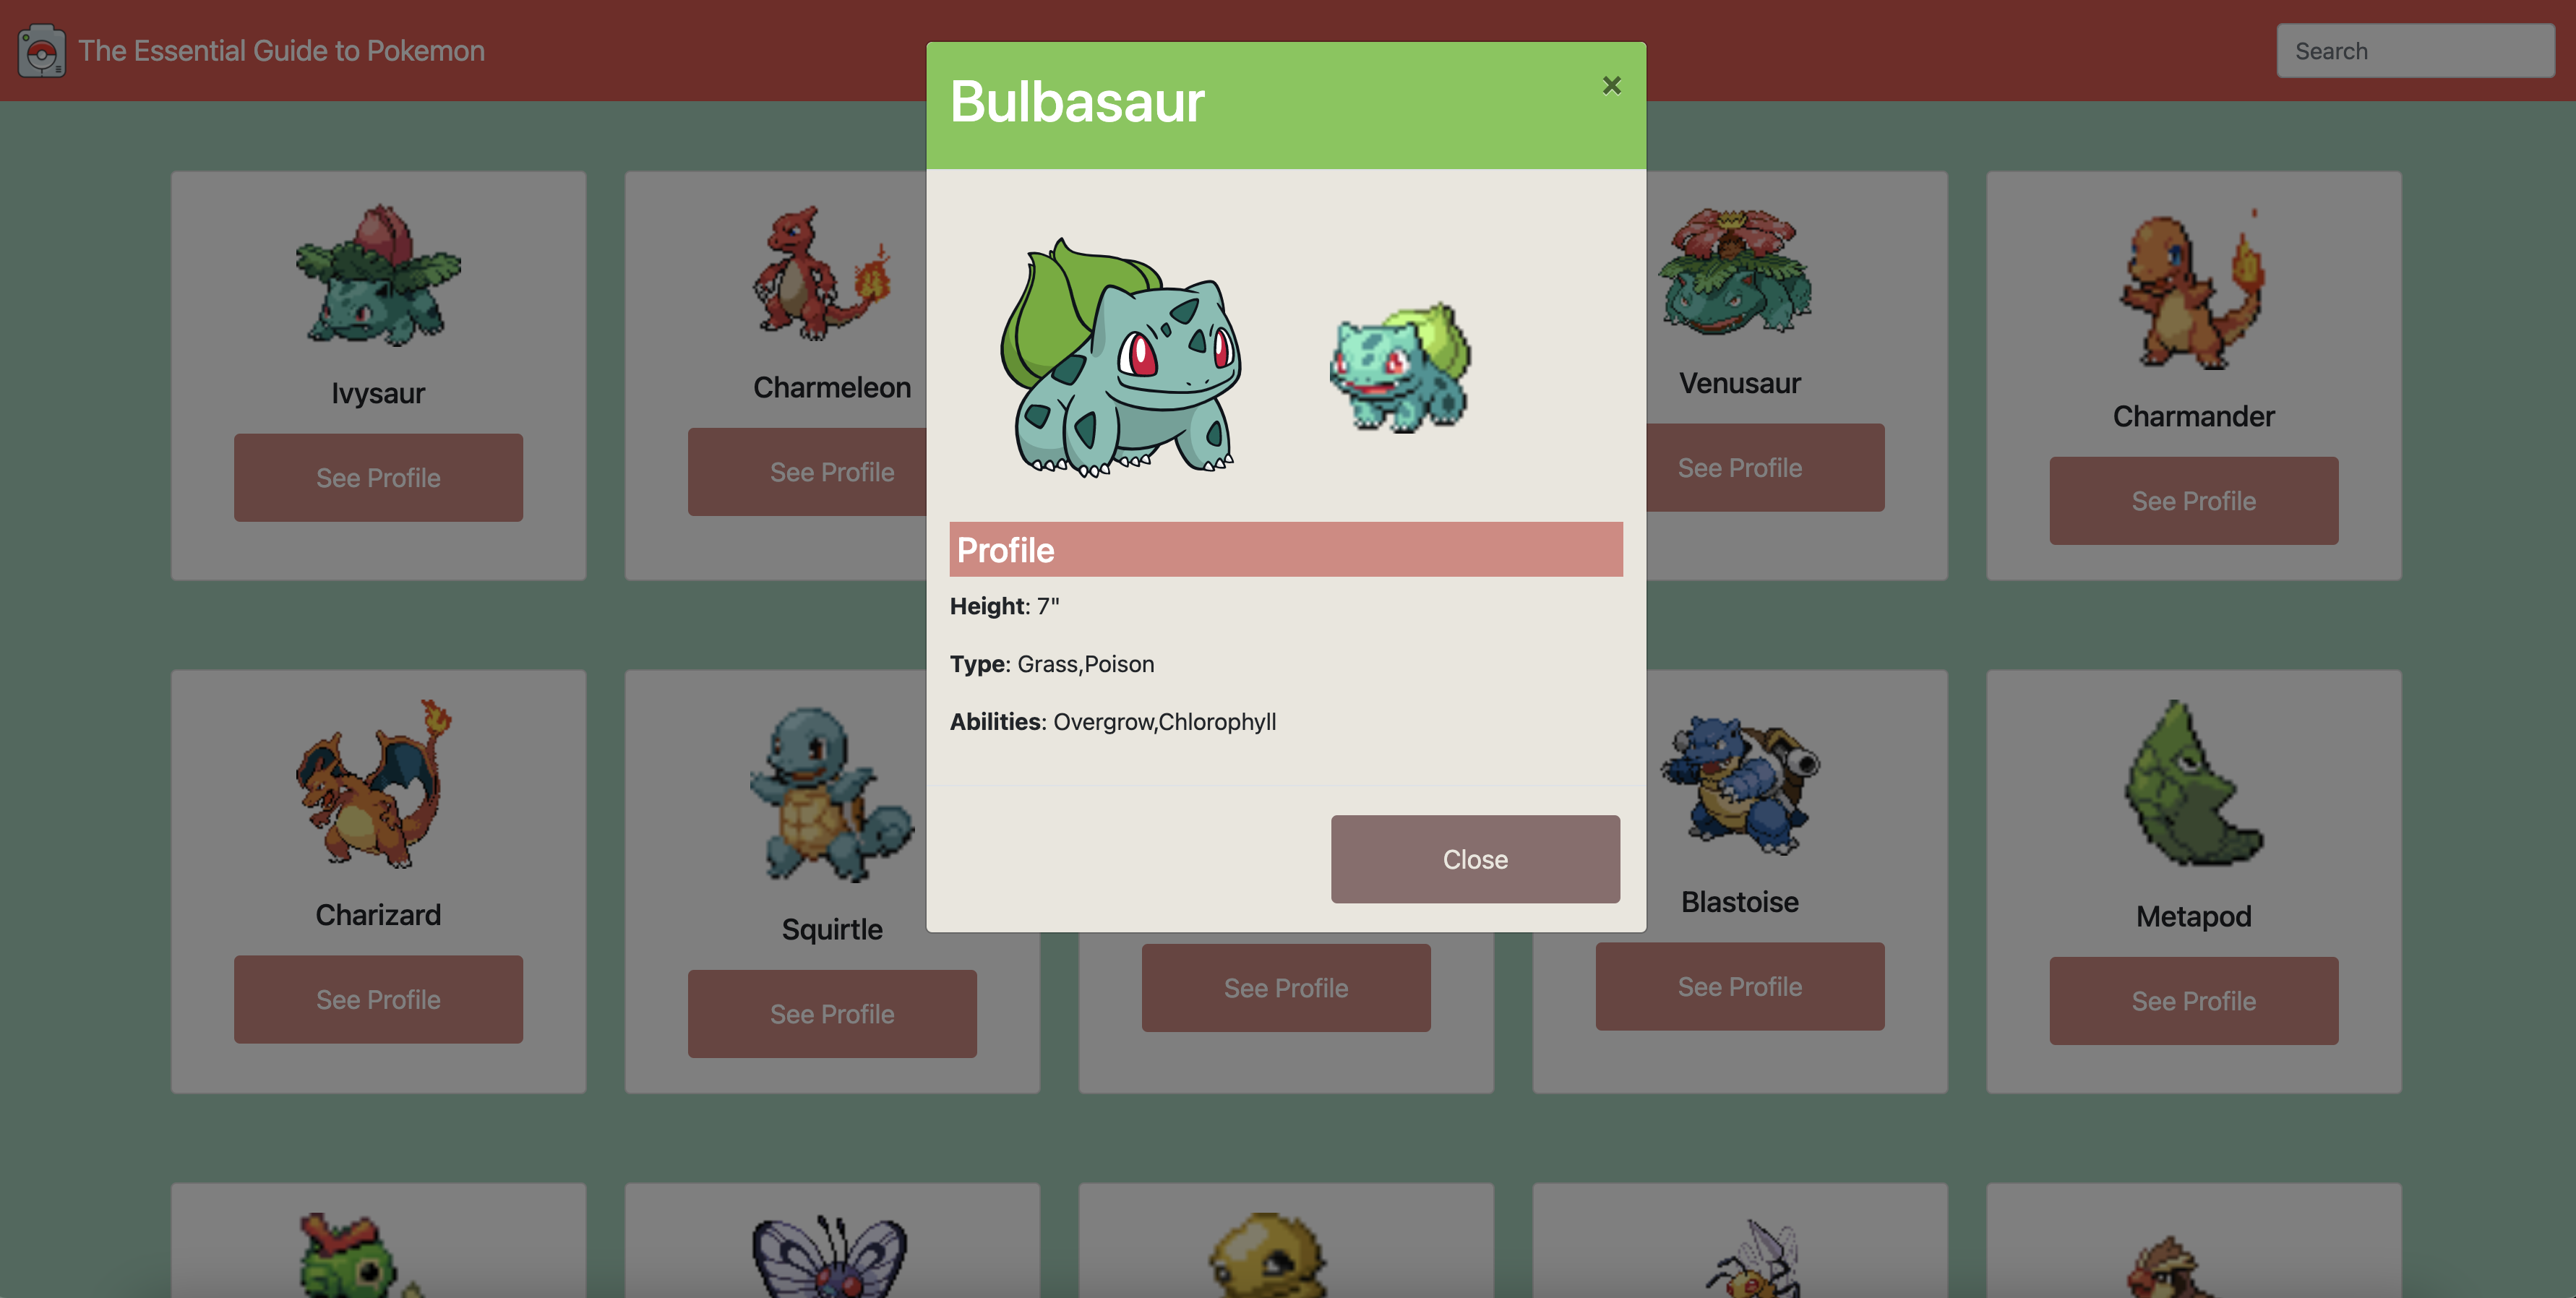 The Essential Guide to Pokemon
Search
Bulbasaur
×
Profile
Height: 7"
Type: Grass,Poison
Abilities: Overgrow,Chlorophyll
Close
Ivysaur
See Profile
Charmeleon
See Profile
Venusaur
See Profile
Charmander
See Profile
Charizard
See Profile
Squirtle
See Profile
See Profile
Blastoise
See Profile
Metapod
See Profile